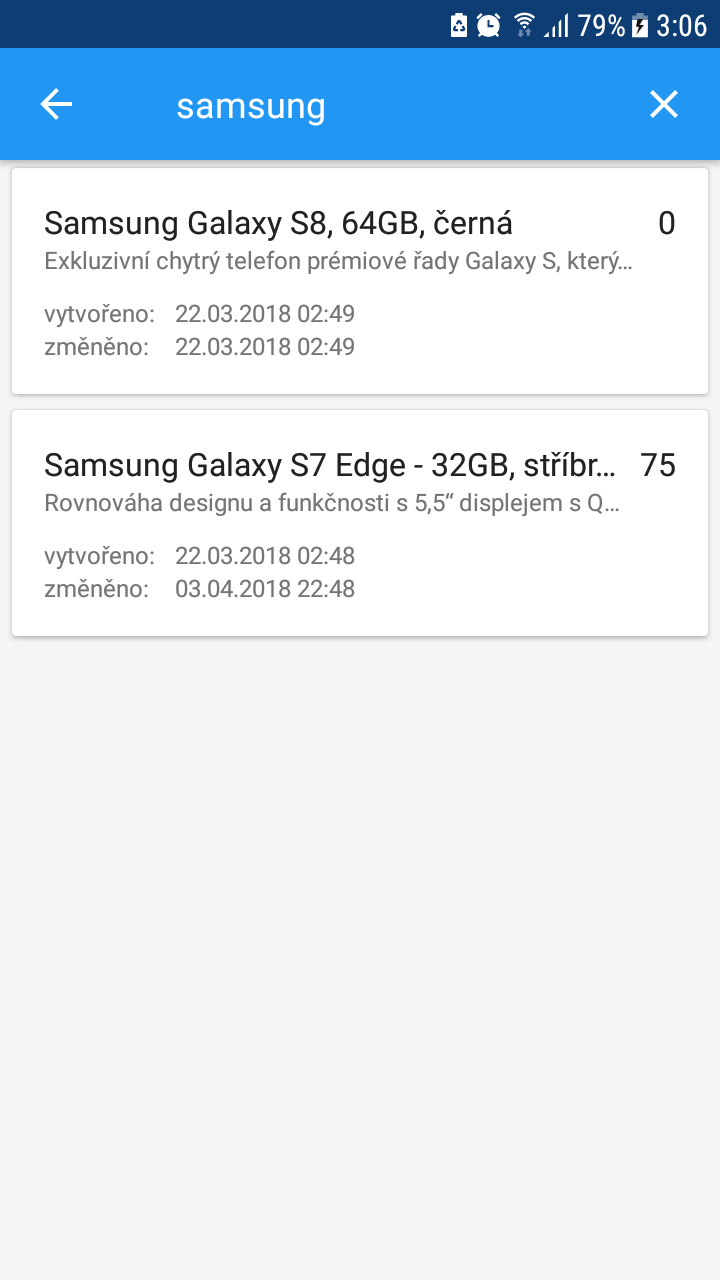 79% 3:06
samsung
Samsung Galaxy S8, 64GB, černá 0
Exkluzivní chytrý telefon prémiové řady Galaxy S, který…
vytvořeno: 22.03.2018 02:49
změněno: 22.03.2018 02:49
Samsung Galaxy S7 Edge - 32GB, stříbr… 75
Rovnováha designu a funkčnosti s 5,5“ displejem s Q…
vytvořeno: 22.03.2018 02:48
změněno: 03.04.2018 22:48